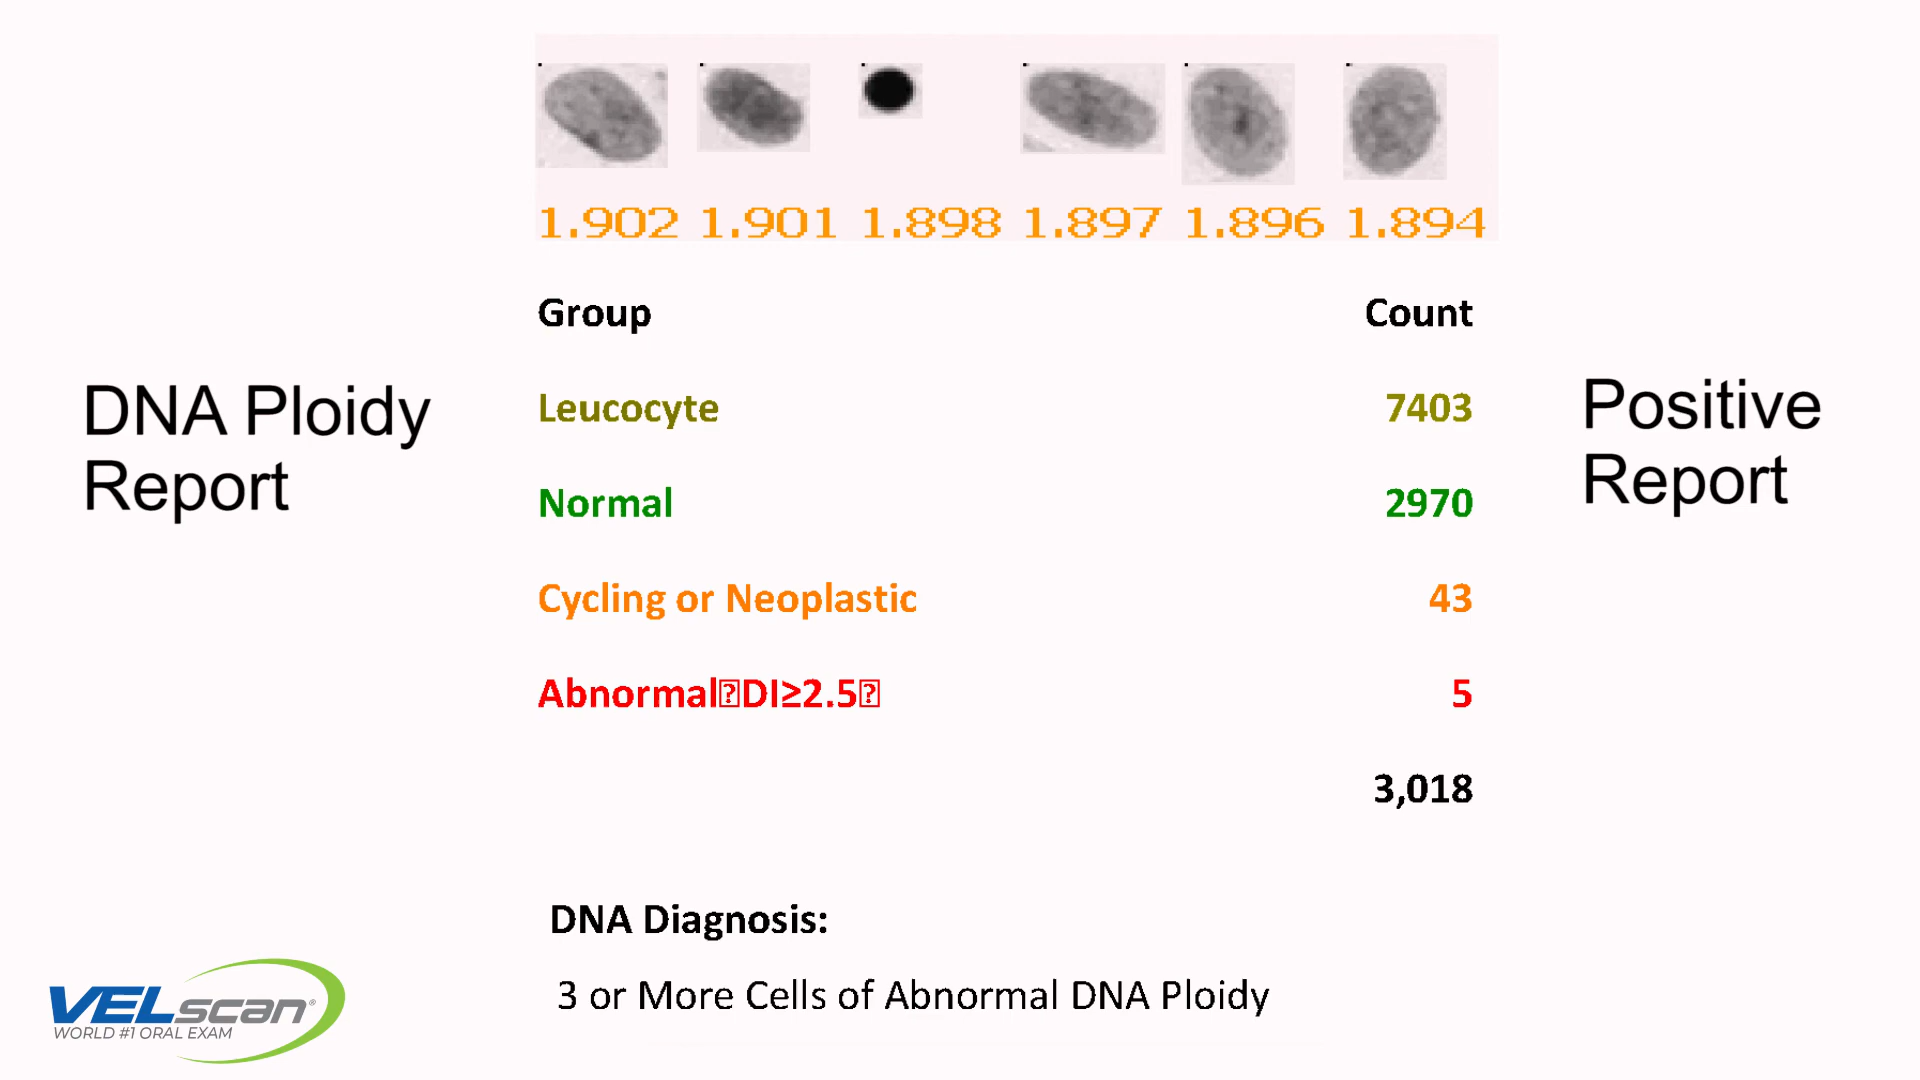 1.902 1.901 1.898 1.897 1.896 1.894
Group Count
Leucocyte 7403
Normal 2970
Cycling or Neoplastic 43
Abnormal⍰DI≥2.5⍰ 5
3,018
DNA Ploidy
Report
Positive
Report
DNA Diagnosis:
3 or More Cells of Abnormal DNA Ploidy
VELscan®
WORLD #1 ORAL EXAM